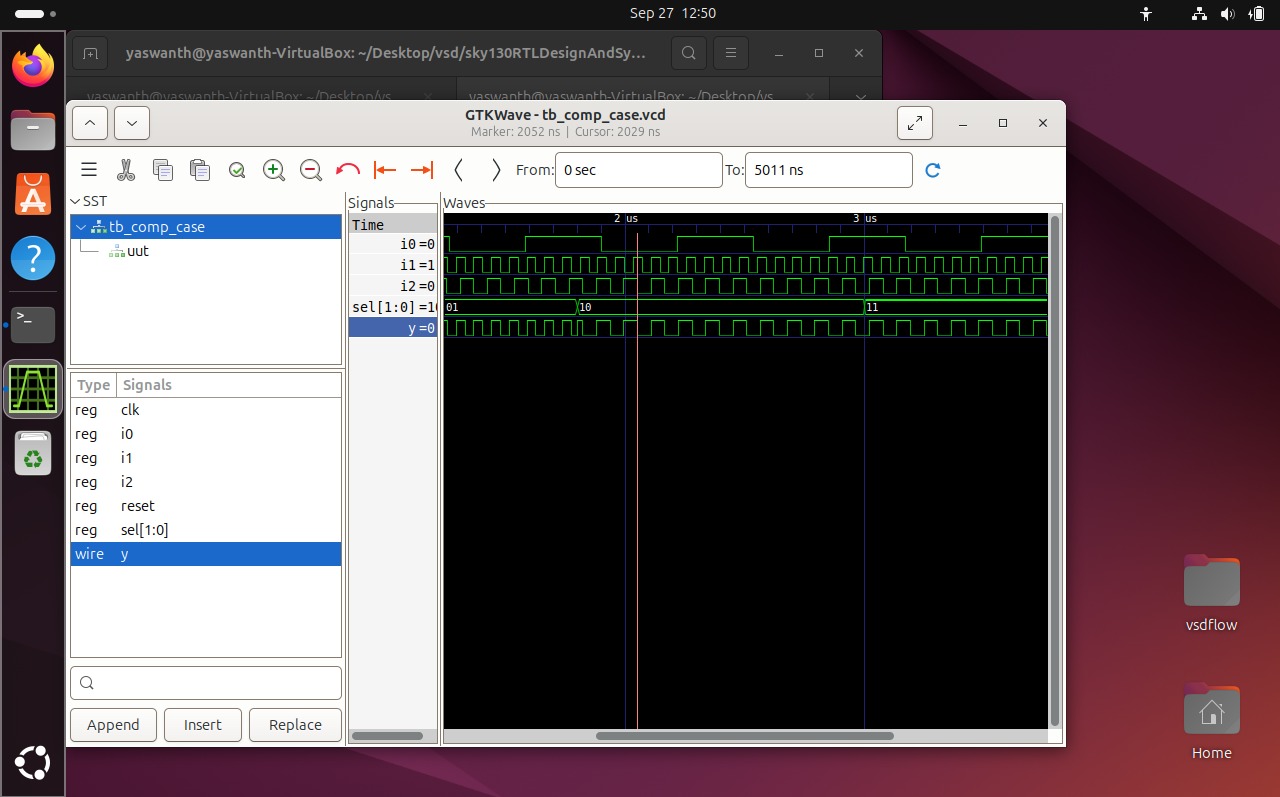 Sep 27 12:50
yaswanth@yaswanth-VirtualBox: ~/Desktop/vsd/sky130RTLDesignAndSy...
yaswanth@yaswanth-VirtualBox: ~/Desktop/vs... yaswanth@yaswanth-VirtualBox: ~/Desktop/vs...
GTKWave - tb_comp_case.vcd
Marker: 2052 ns | Cursor: 2029 ns
From: 0 sec To: 5011 ns
SST
tb_comp_case
uut
Type Signals
reg clk
reg i0
reg i1
reg i2
reg reset
reg sel[1:0]
wire y
Append Insert Replace
Signals
Time
i0=0
i1=1
i2=0
sel[1:0]=10
y=0
Waves
2 us 3 us
01 10 11
vsdflow
Home